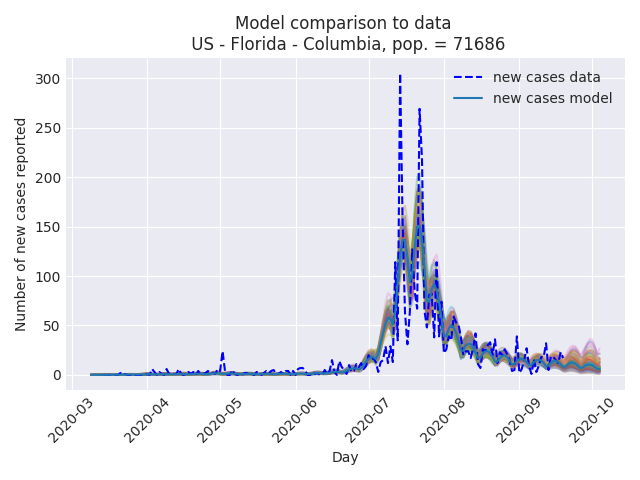 Model comparison to data
US - Florida - Columbia, pop. = 71686
new cases data
new cases model
Number of new cases reported
300
250
200
150
100
50
0
2020-03
2020-04
2020-05
2020-06
2020-07
2020-08
2020-09
2020-10
Day